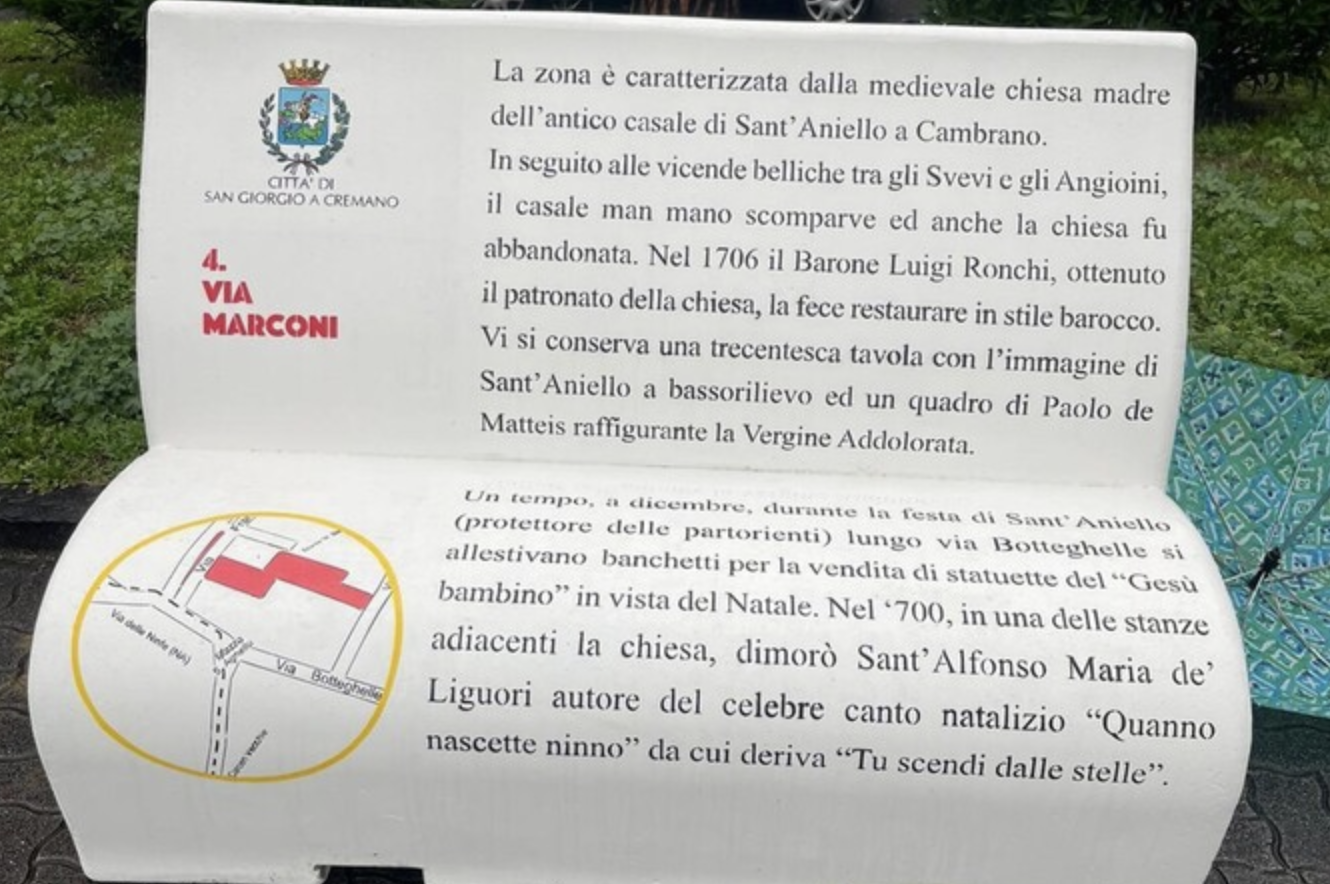 CITTA' DI
SAN GIORGIO A CREMANO
4.
VIA
MARCONI
La zona è caratterizzata dalla medievale chiesa madre
dell'antico casale di Sant'Aniello a Cambrano.
In seguito alle vicende belliche tra gli Svevi e gli Angioini,
il casale man mano scomparve ed anche la chiesa fu
abbandonata. Nel 1706 il Barone Luigi Ronchi, ottenuto
il patronato della chiesa, la fece restaurare in stile barocco.
Vi si conserva una trecentesca tavola con l'immagine di
Sant'Aniello a bassorilievo ed un quadro di Paolo de
Matteis raffigurante la Vergine Addolorata.
Un tempo, a dicembre, durante la festa di Sant'Aniello
(protettore delle partorienti) lungo via Botteghelle si
allestivano banchetti per la vendita di statuette del “Gesù
bambino” in vista del Natale. Nel ‘700, in una delle stanze
adiacenti la chiesa, dimorò Sant'Alfonso Maria de'
Liguori autore del celebre canto natalizio “Quanno
nascette ninno” da cui deriva “Tu scendi dalle stelle”.
Via delle Ninfe (NA)
Via Botteghelle